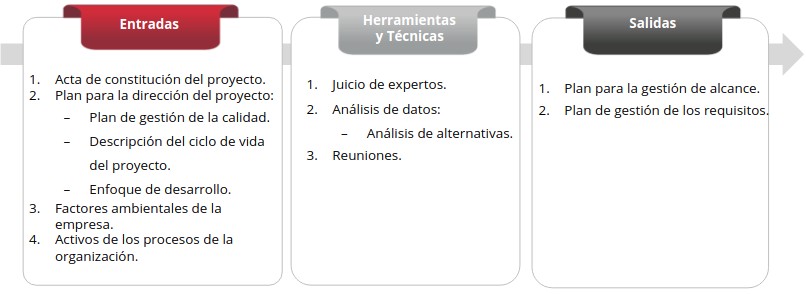 Entradas
1. Acta de constitución del proyecto.
2. Plan para la dirección del proyecto:
– Plan de gestión de la calidad.
– Descripción del ciclo de vida
del proyecto.
– Enfoque de desarrollo.
3. Factores ambientales de la
empresa.
4. Activos de los procesos de la
organización.
Herramientas
y Técnicas
1. Juicio de expertos.
2. Análisis de datos:
– Análisis de alternativas.
3. Reuniones.
Salidas
1. Plan para la gestión de alcance.
2. Plan de gestión de los requisitos.